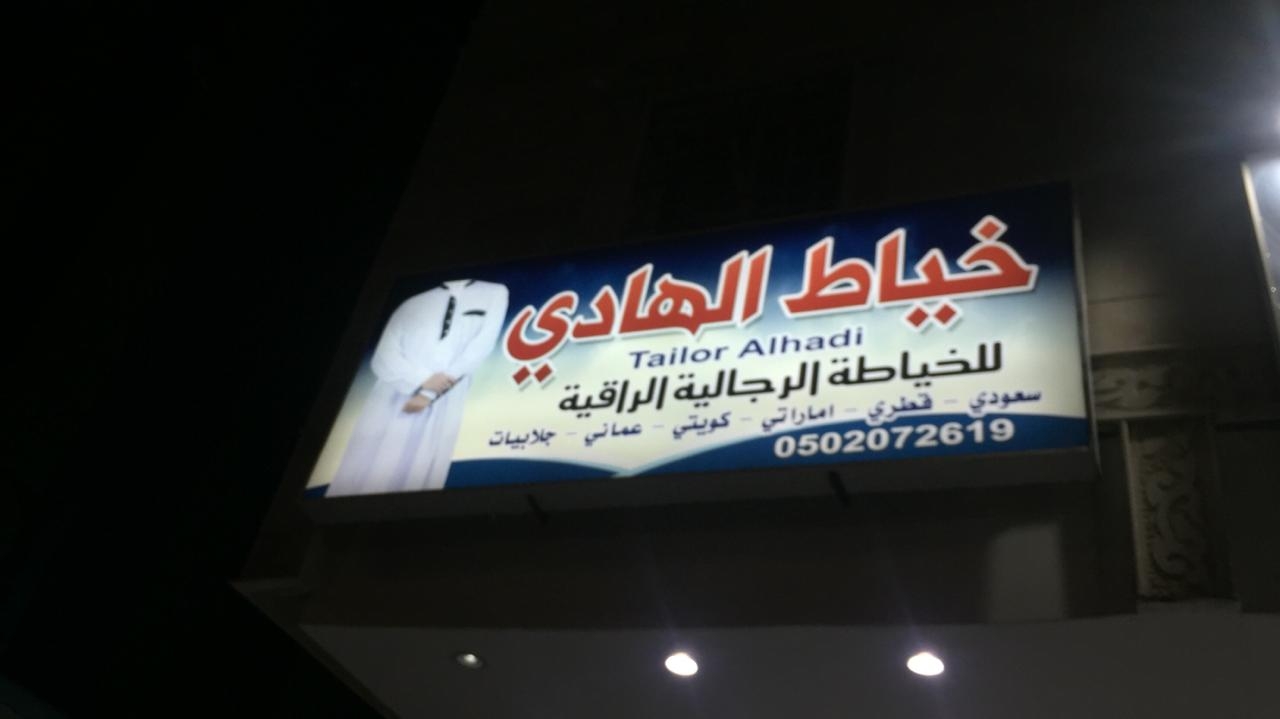 خياط الهادي
Tailor Alhadi
للخياطة الرجالية الراقية
سعودي - قطري - اماراتي - كويتي - عماني - جلابيات
0502072619